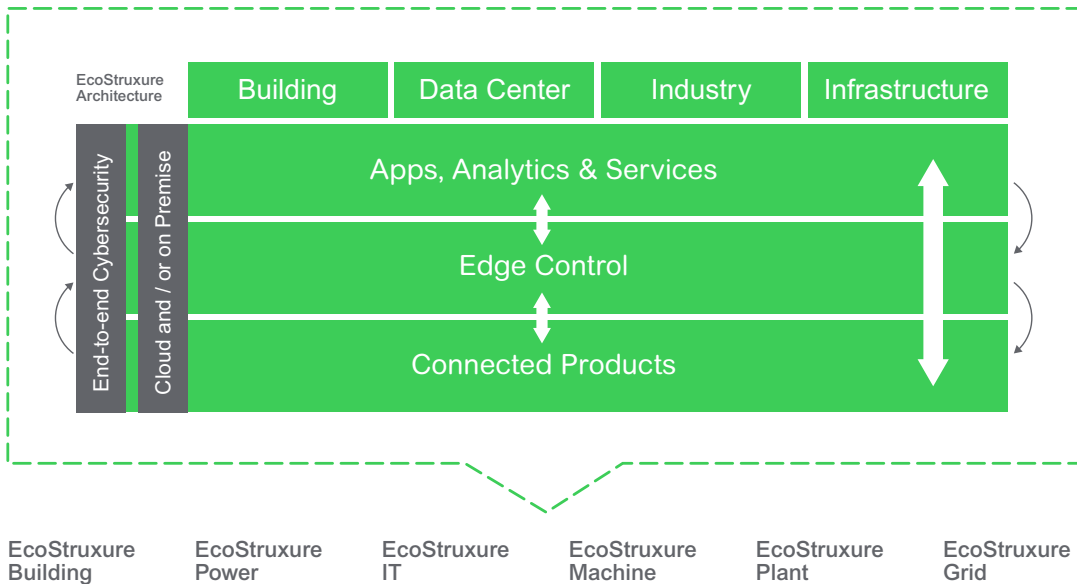 EcoStruxure
Architecture
Building
Data Center
Industry
Infrastructure
End-to-end Cybersecurity
Cloud and / or on Premise
Apps, Analytics & Services
Edge Control
Connected Products
EcoStruxure
Building
EcoStruxure
Power
EcoStruxure
IT
EcoStruxure
Machine
EcoStruxure
Plant
EcoStruxure
Grid